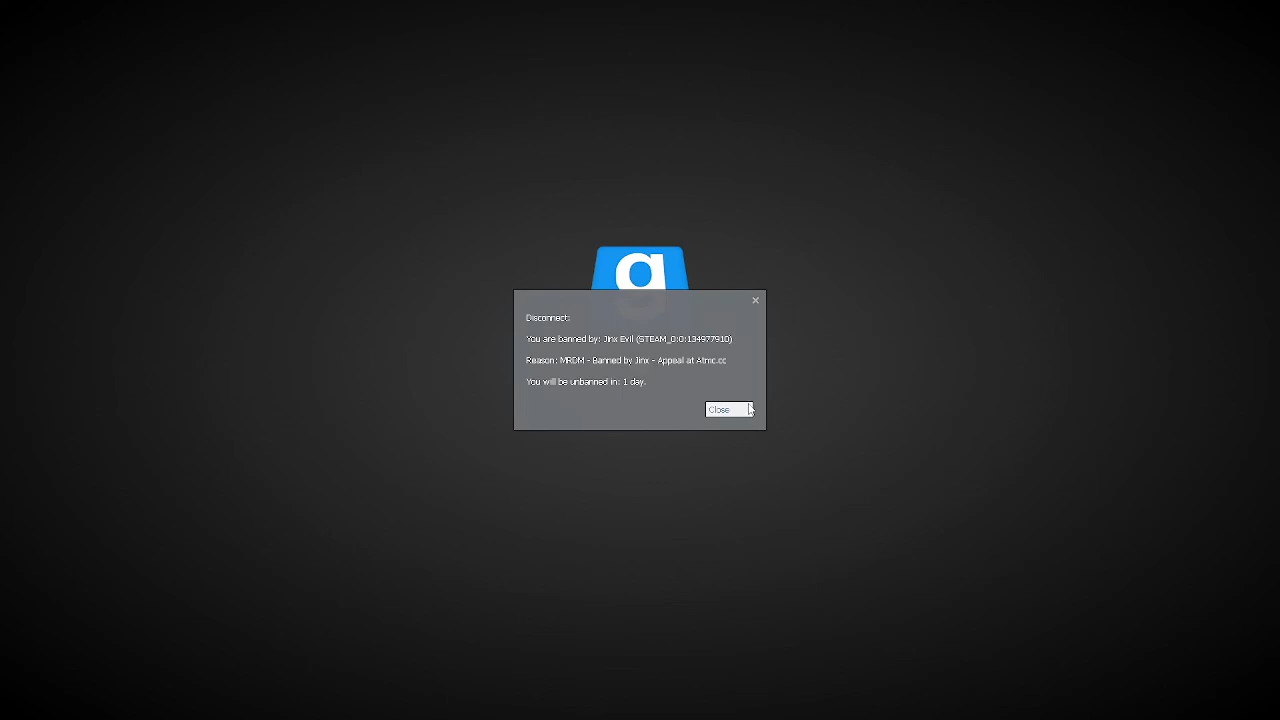 g
Disconnect:
You are banned by: Jinx Evil (STEAM_0:0:134977910)
Reason: MRDM - Banned by Jinx - Appeal at Atmc.cc
You will be unbanned in: 1 day.
Close